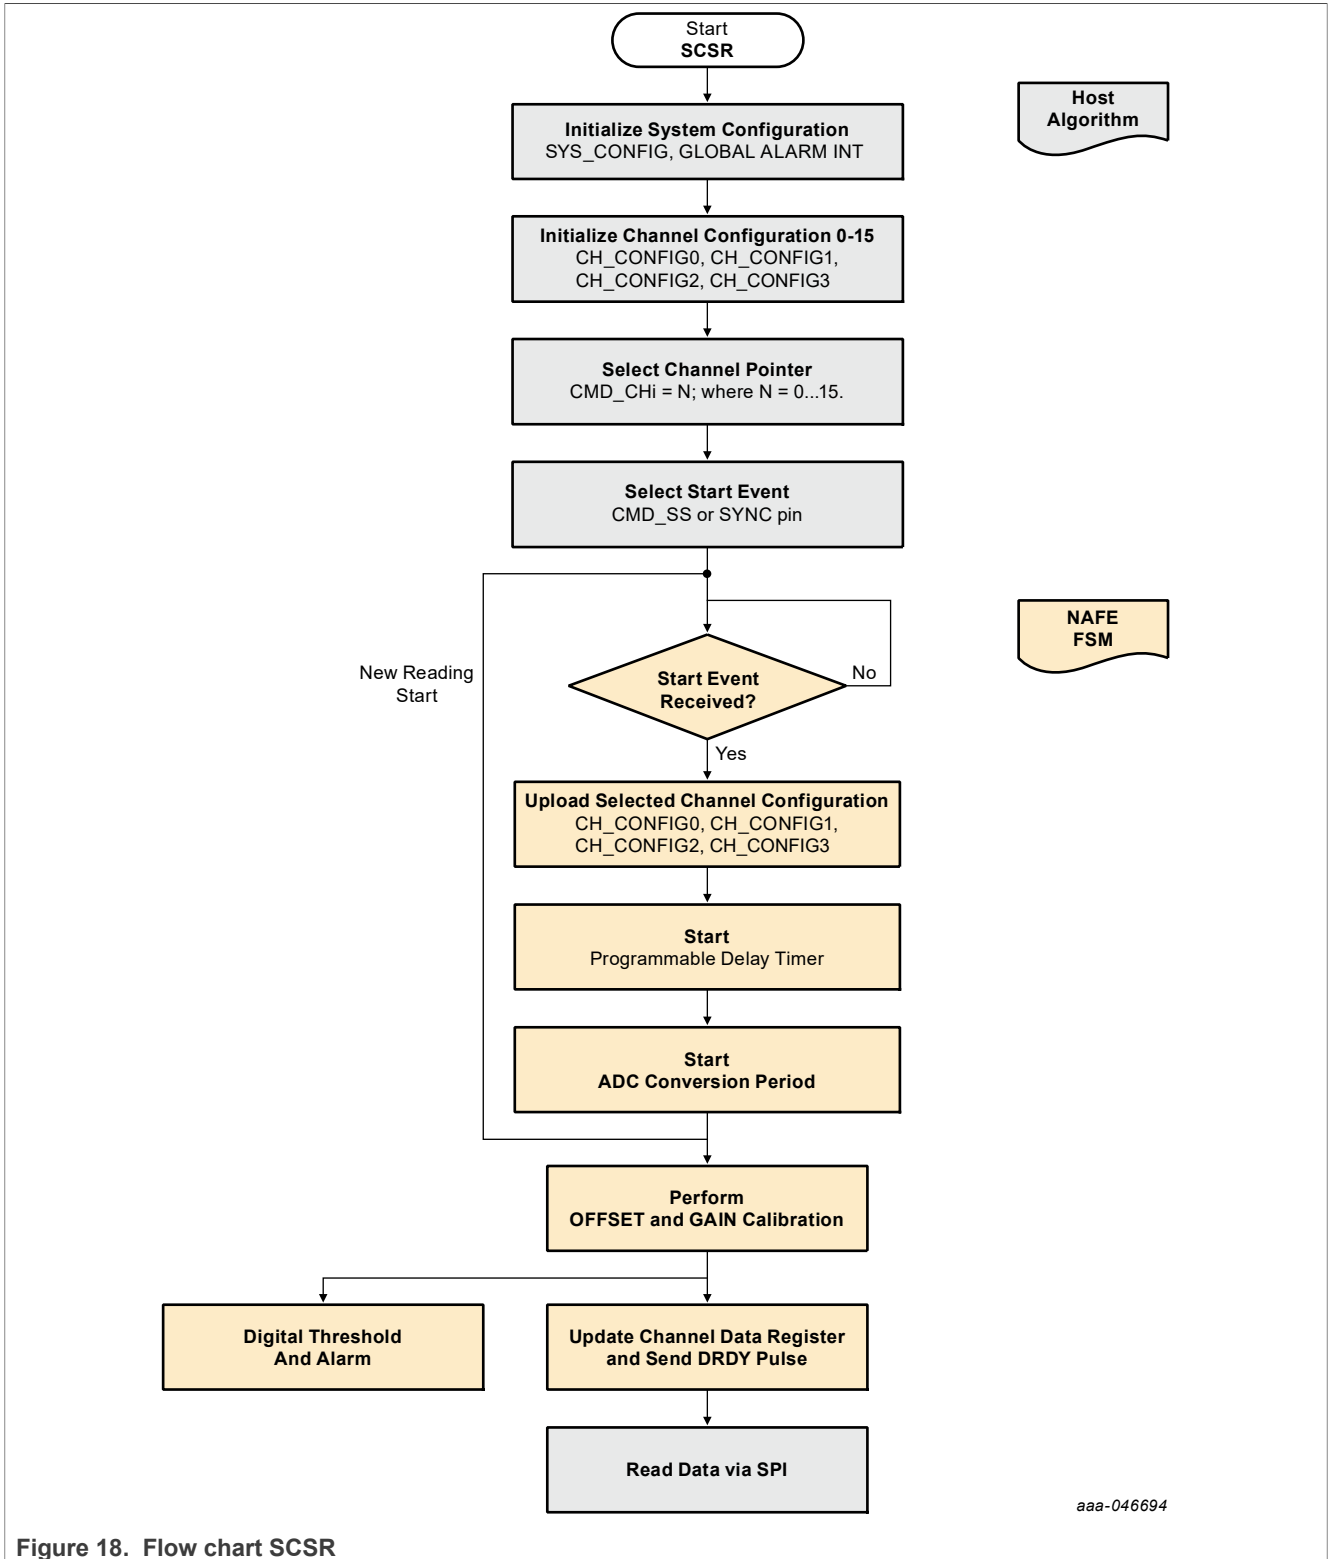 Start
SCSR
Host
Algorithm
Initialize System Configuration
SYS_CONFIG, GLOBAL ALARM INT
Initialize Channel Configuration 0-15
CH_CONFIG0, CH_CONFIG1,
CH_CONFIG2, CH_CONFIG3
Select Channel Pointer
CMD_CHi = N; where N = 0...15.
Select Start Event
CMD_SS or SYNC pin
NAFE
FSM
New Reading
Start
Start Event
Received?
No
Yes
Upload Selected Channel Configuration
CH_CONFIG0, CH_CONFIG1,
CH_CONFIG2, CH_CONFIG3
Start
Programmable Delay Timer
Start
ADC Conversion Period
Perform
OFFSET and GAIN Calibration
Digital Threshold
And Alarm
Update Channel Data Register
and Send DRDY Pulse
Read Data via SPI
aaa-046694
Figure 18. Flow chart SCSR